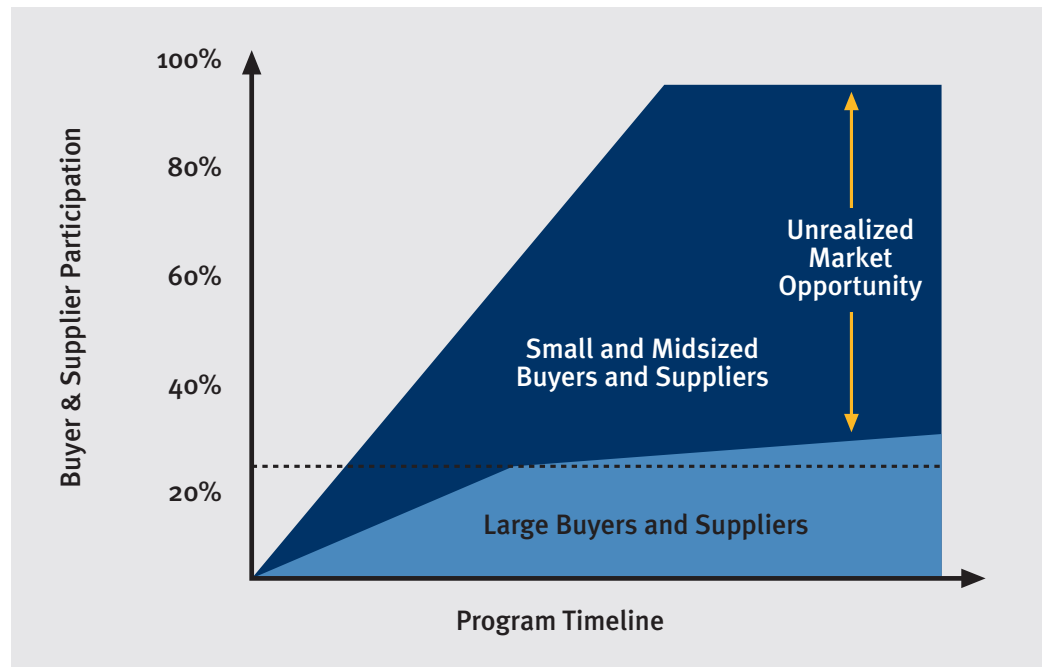 100%
80%
60%
40%
20%
Buyer & Supplier Participation
Unrealized
Market
Opportunity
Small and Midsized
Buyers and Suppliers
Large Buyers and Suppliers
Program Timeline